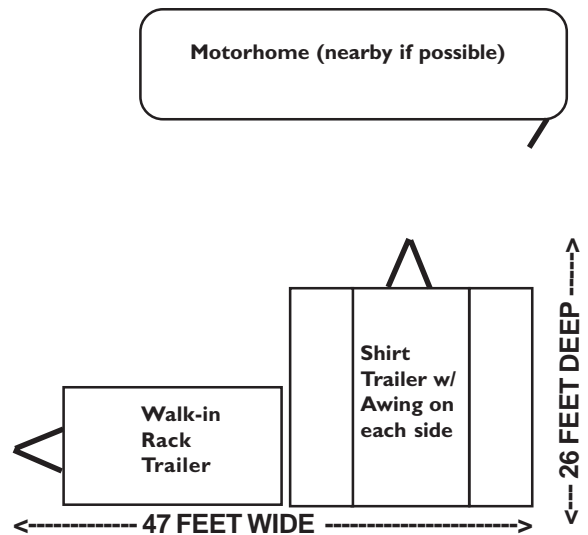 Motorhome (nearby if possible)
Shirt
Trailer w/
Awing on
each side
Walk-in
Rack
Trailer
<--- 26 FEET DEEP ----->
<-------------- 47 FEET WIDE -------------------------->